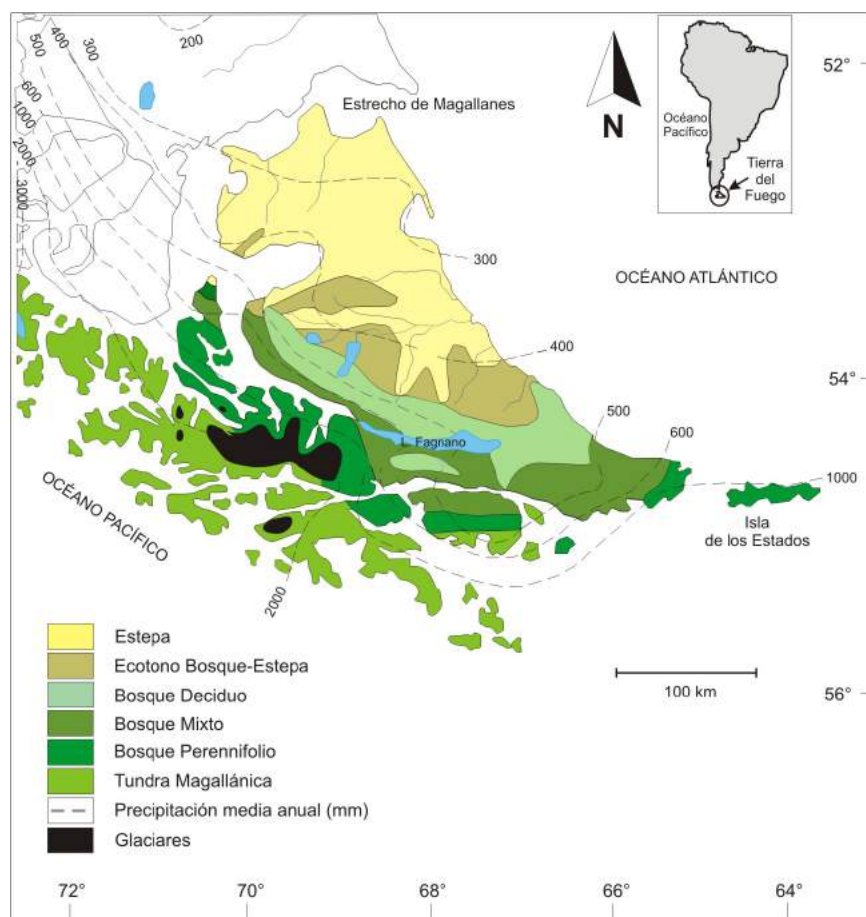 500
400
300
200
600
1000
2000
3000
Estrecho de Magallanes
N
Océano
Pacífico
Tierra
del
Fuego
52°
300
OCÉANO ATLÁNTICO
400
54°
500
600
L. Fagnano
1000
OCÉANO PACÍFICO
Isla
de los Estados
2000
Estepa
Ecotono Bosque-Estepa
Bosque Deciduo
Bosque Mixto
Bosque Perennifolio
Tundra Magallánica
Precipitación media anual (mm)
Glaciares
100 km
56°
72°
70°
68°
66°
64°